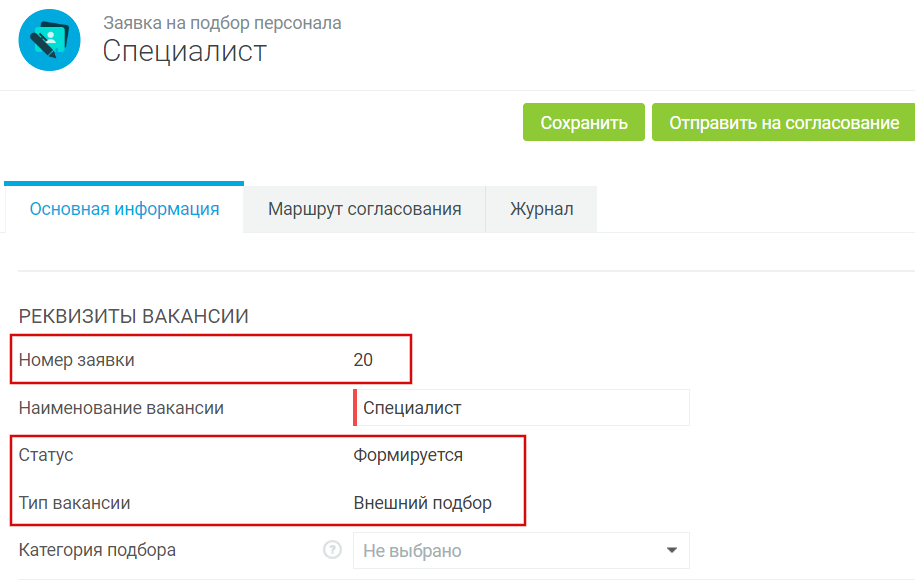 Заявка на подбор персонала
Специалист
Сохранить Отправить на согласование
Основная информация Маршрут согласования Журнал
РЕКВИЗИТЫ ВАКАНСИИ
Номер заявки 20
Наименование вакансии Специалист
Статус Формируется
Тип вакансии Внешний подбор
Категория подбора ? Не выбрано